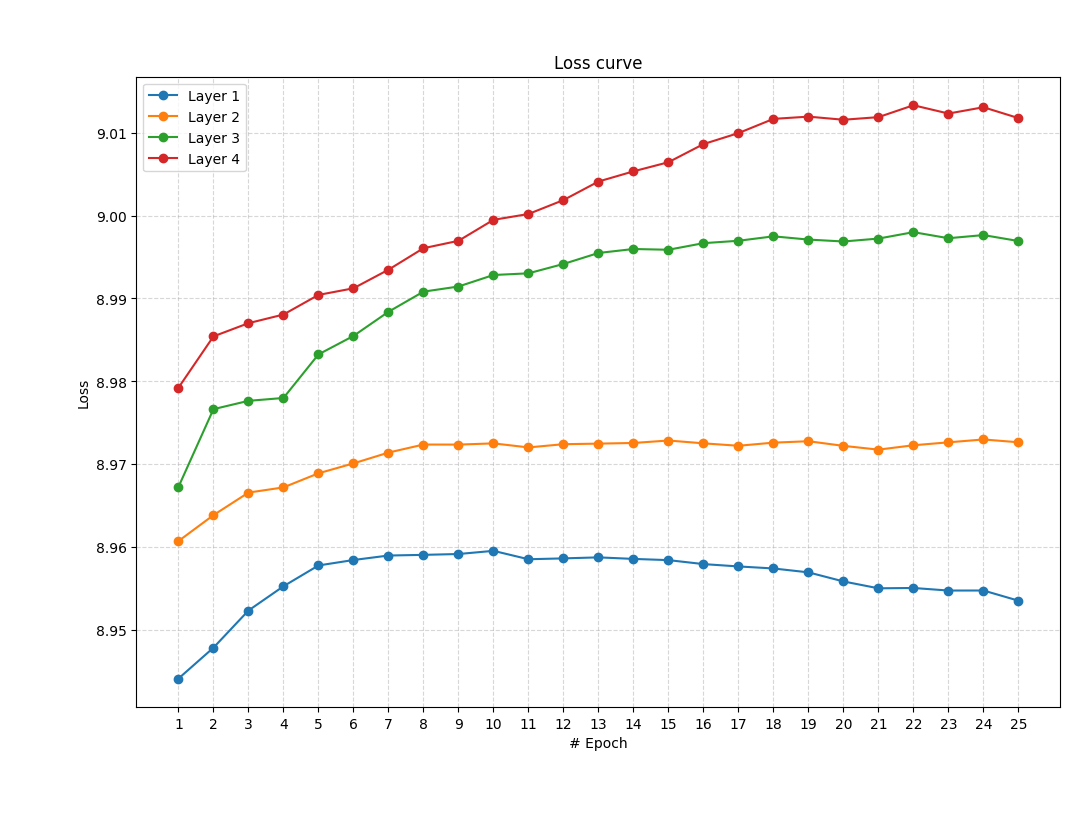 Loss curve
Layer 1
Layer 2
Layer 3
Layer 4
9.01
9.00
8.99
8.98
8.97
8.96
8.95
Loss
1 2 3 4 5 6 7 8 9 10 11 12 13 14 15 16 17 18 19 20 21 22 23 24 25
# Epoch